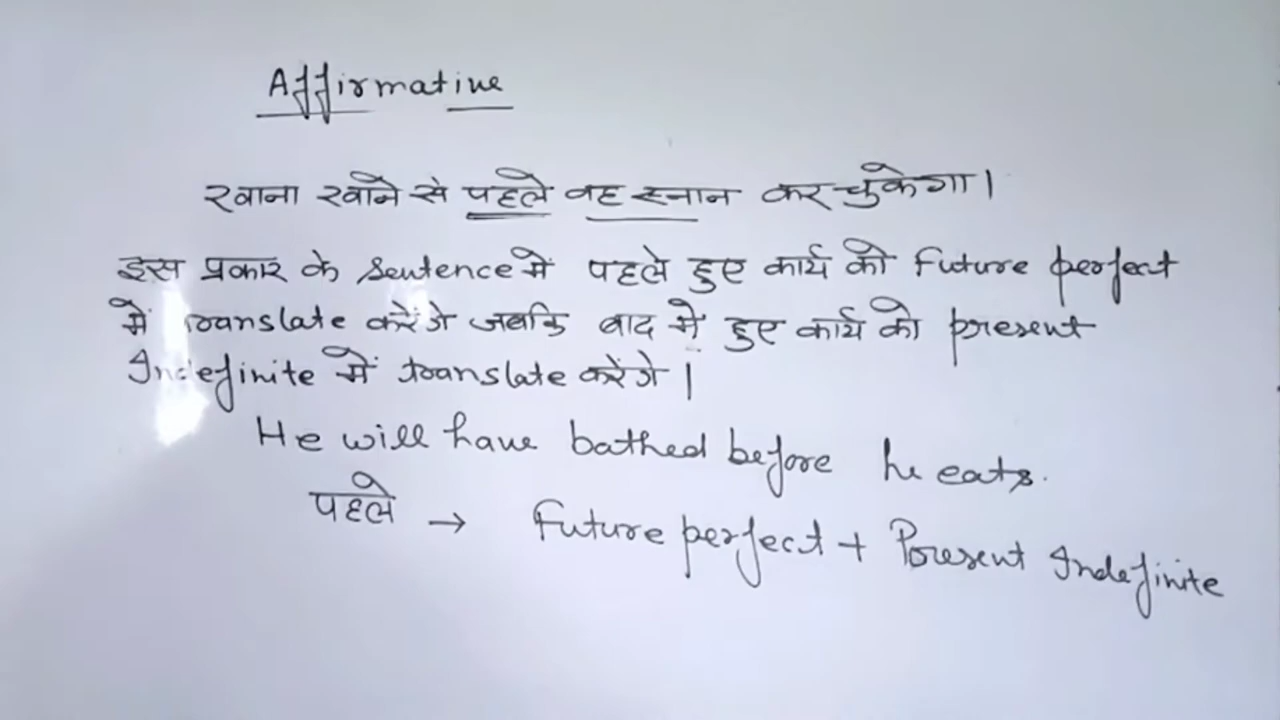 Affirmative
खाना खाने से पहले वह स्नान कर चुकेगा।
इस प्रकार के Sentence में पहले हुए कार्य को Future perfect
में translate करेंगे जबकि बाद में हुए कार्य को present
Indefinite में translate करेंगे।
He will have bathed before he eats.
पहले → Future perfect + Present Indefinite